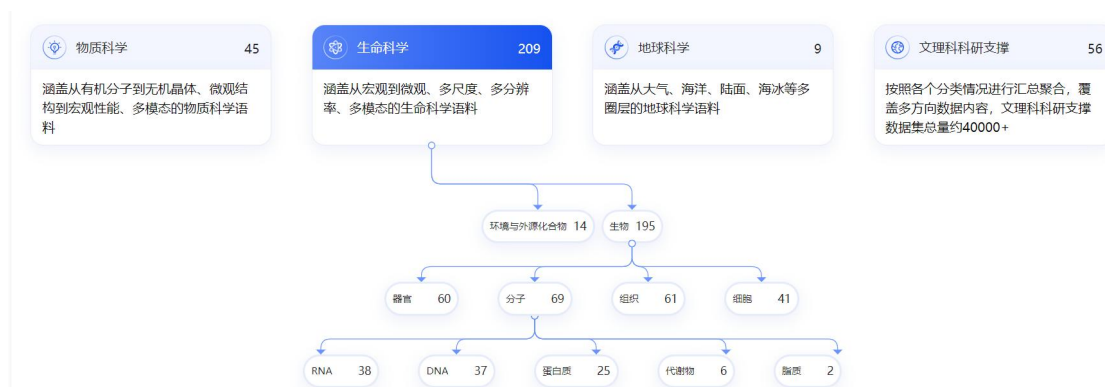 物质科学 45
涵盖从有机分子到无机晶体、微观结
构到宏观性能、多模态的物质科学语
料
生命科学 209
涵盖从宏观到微观、多尺度、多分辨
率、多模态的生命科学语料
地球科学 9
涵盖从大气、海洋、陆面、海冰等多
圈层的地球科学语料
文理科科研支撑 56
按照各个分类情况进行汇总聚合，覆
盖多方向数据内容，文理科科研支撑
数据集总量约40000+
环境与外源化合物 14
生物 195
器官 60
分子 69
组织 61
细胞 41
RNA 38
DNA 37
蛋白质 25
代谢物 6
脂质 2